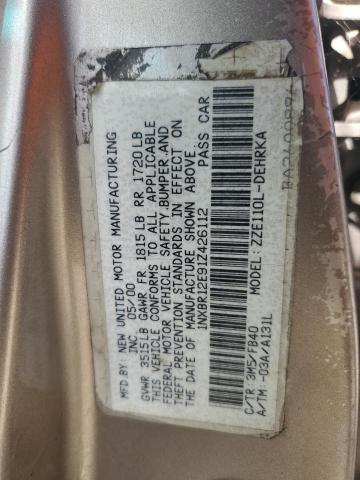 MFD. BY: NEW UNITED MOTOR MANUFACTURING
INC 05/00
GVWR 3515LB GAWR FR 1815LB RR 1720LB
THIS VEHICLE CONFORMS TO ALL APPLICABLE
FEDERAL MOTOR VEHICLE SAFETY,BUMPER,AND
THEFT PREVENTION STANDARDS IN EFFECT ON
THE DATE OF MANUFACTURE SHOWN ABOVE.
1NXBR12E91Z426112 PASS CAR
MODEL: ZZE110L-DEHRKA
C/TR: 3M5/FB40
A/TM: -03A/A131L